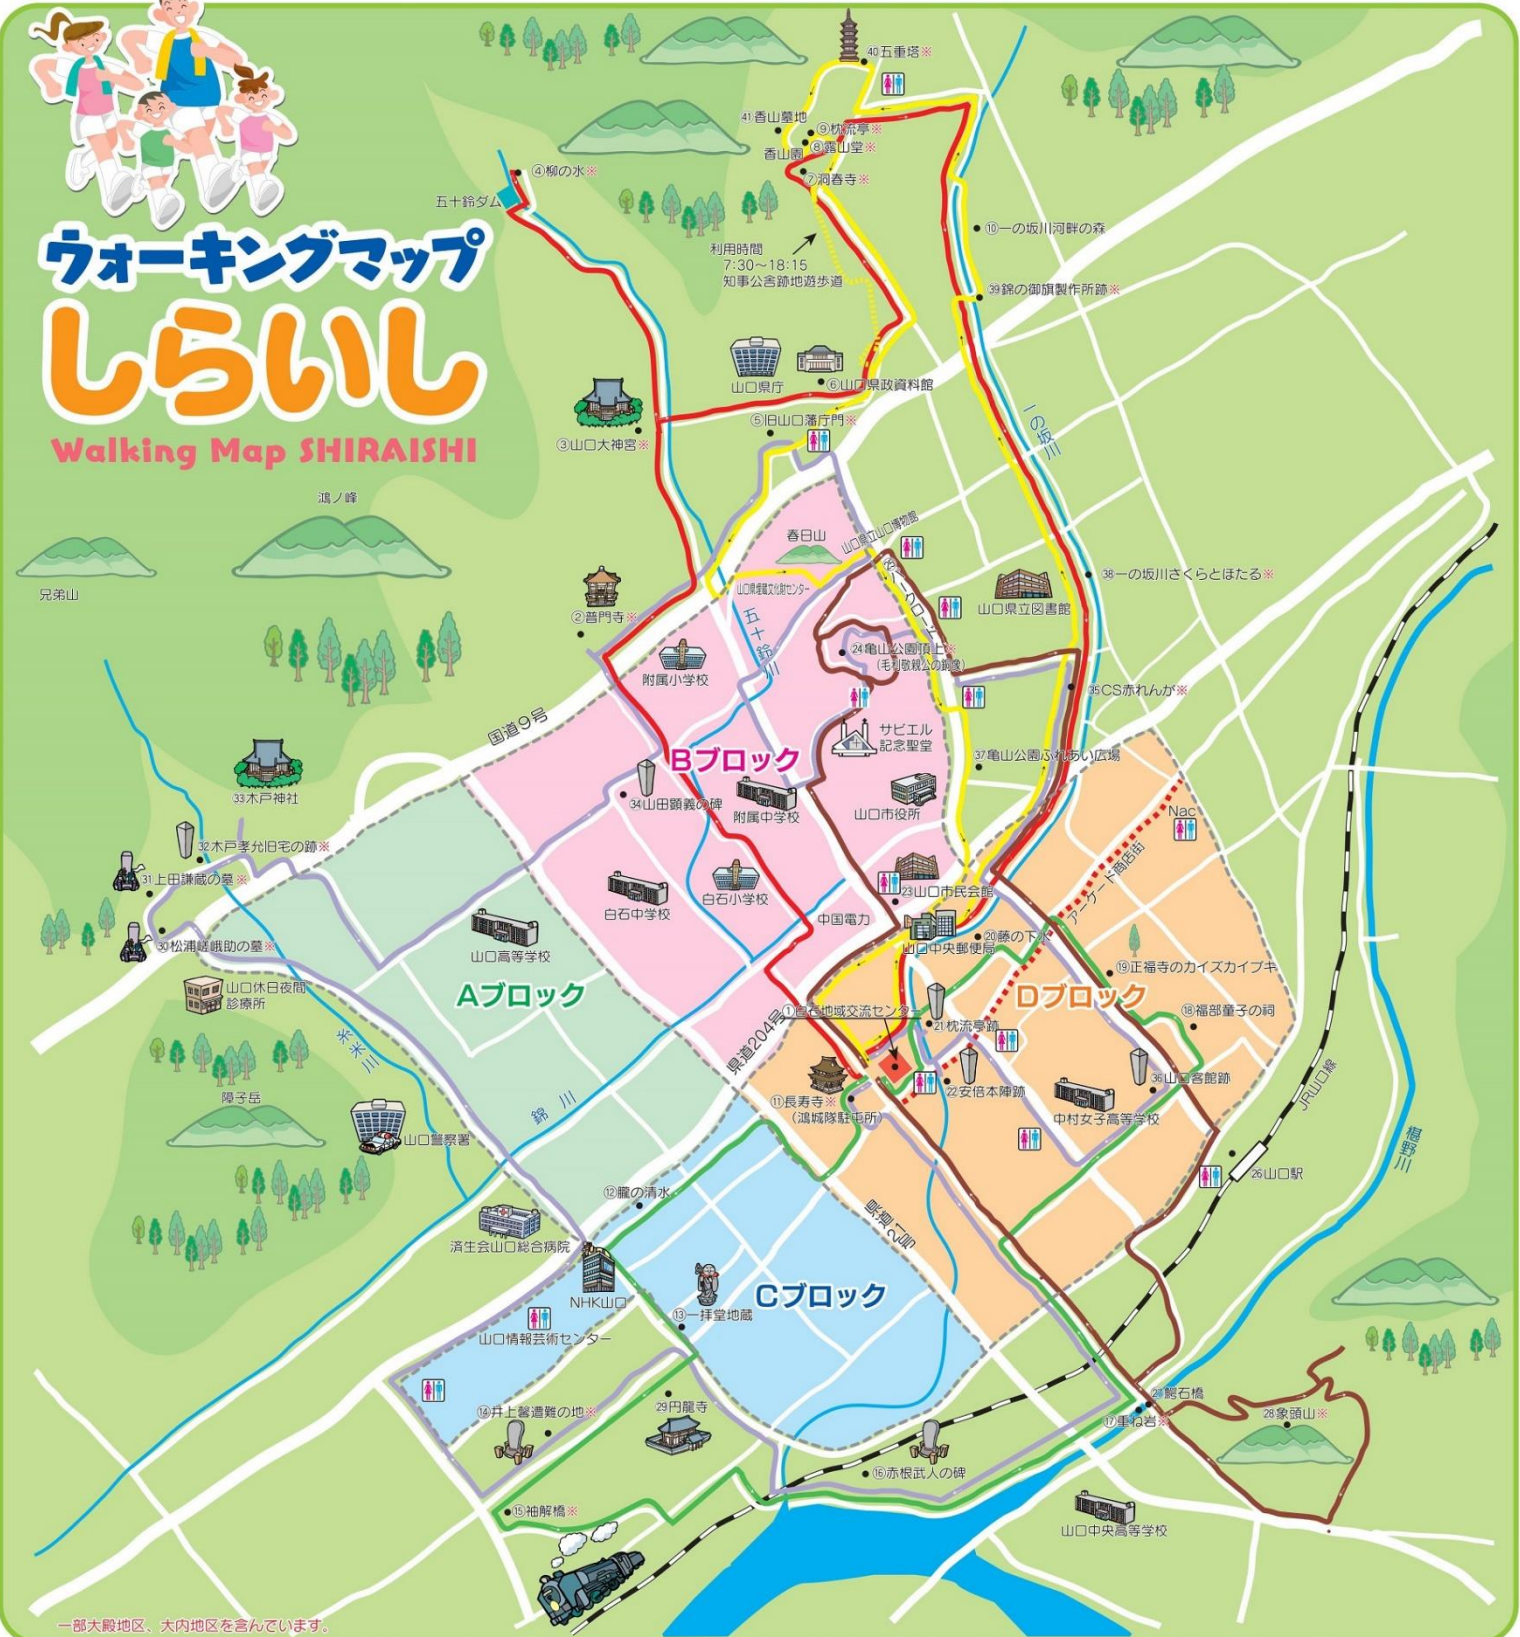 ウォーキングマップ
しらいし
Walking Map SHIRAISHI
㊵五重塔※
㊶香山墓地
⑨枕流亭※
⑧露山堂※
香山園
⑦洞春寺※
④柳の水※
五十鈴ダム
⑩一の坂川河畔の森
利用時間
7:30〜18:15
知事公舎跡地遊歩道
㊴錦の御旗製作所跡※
山口県庁
⑥山口県政資料館
⑤旧山口藩庁門※
③山口大神宮※
一の坂川
鴻ノ峰
兄弟山
春日山
山口県立山口博物館
山口県埋蔵文化財センター
㉕パークロード
㊳一の坂川さくらとほたる※
山口県立図書館
②普門寺※
五十鈴川
㉔亀山公園頂上※
(毛利敬親公の銅像)
附属小学校
㉟CS赤れんが※
国道9号
サビエル
記念聖堂
Bブロック
㊲亀山公園ふれあい広場
㉝木戸神社
㉞山田顕義の碑
附属中学校
山口市役所
Nac
アーケード商店街
㉜木戸孝允旧宅の跡※
㉛上田謙蔵の墓※
白石中学校
白石小学校
㉓山口市民会館
中国電力
㉚松浦嵯峨助の墓※
山口高等学校
山口中央郵便局
⑳藤の下水
⑲正福寺のカイズカイブキ
山口休日夜間
診療所
Aブロック
Dブロック
①白石地域交流センター
⑱福部童子の祠
㉑枕流亭跡
糸米川
県道204号
障子岳
錦川
⑪長寿寺※
(鴻城隊駐屯所)
㉒安倍本陣跡
㊱山口客館跡
中村女子高等学校
JR山口線
山口警察署
椹野川
㉖山口駅
⑫朧の清水
県道21号
済生会山口総合病院
NHK山口
Cブロック
⑬一拝堂地蔵
山口情報芸術センター
⑭井上馨遭難の地※
㉙円龍寺
㉗鰐石橋
⑰重ね岩※
㉘象頭山※
⑯赤根武人の碑
⑮袖解橋※
山口中央高等学校
一部大殿地区、大内地区を含んでいます。